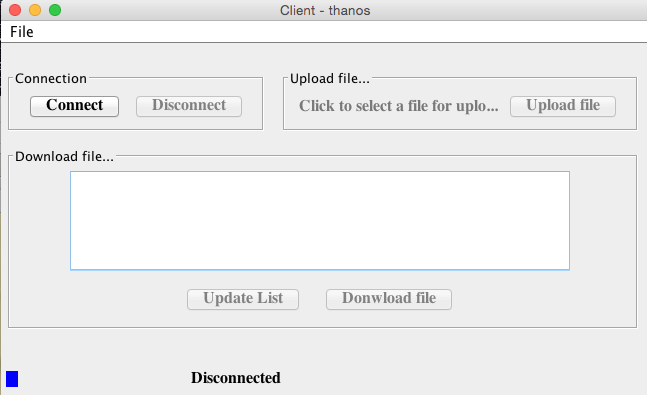 Client - thanos
File
Connection
Upload file...
Connect Disconnect
Click to select a file for uplo... Upload file
Download file...
Update List Donwload file
Disconnected